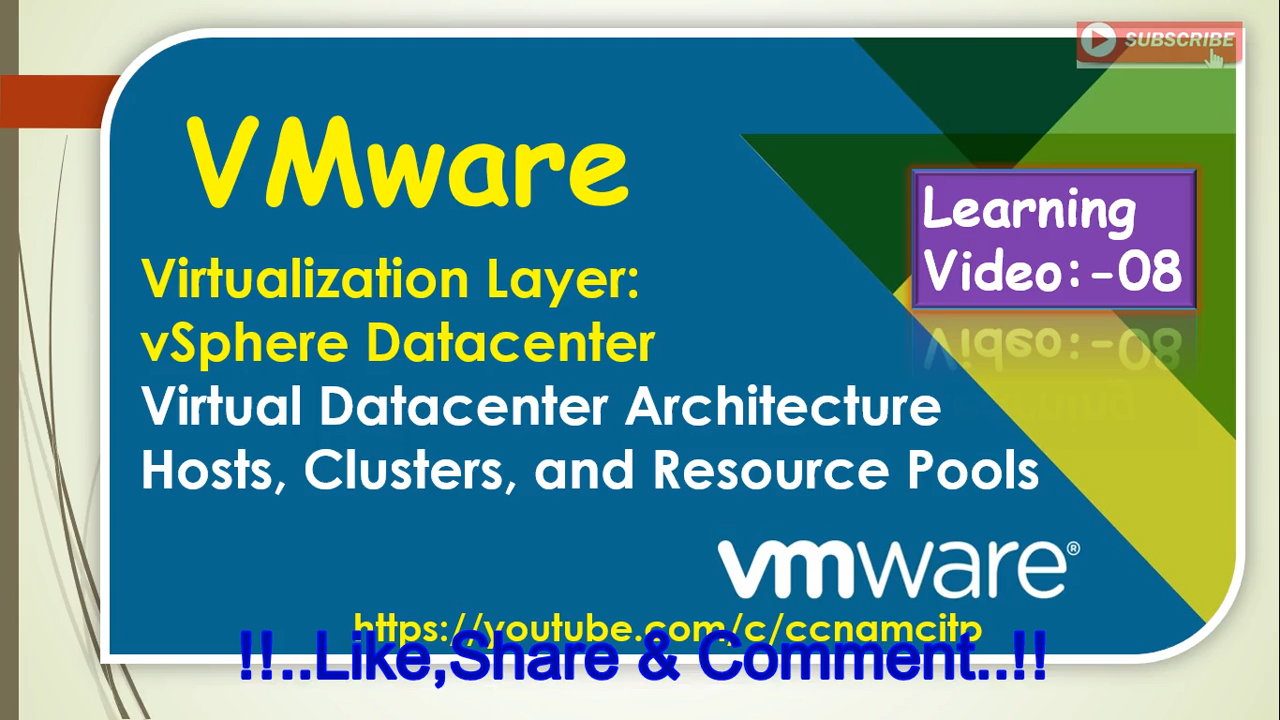 SUBSCRIBE
VMware
Learning
Video:-08
Virtualization Layer:
vSphere Datacenter
Virtual Datacenter Architecture
Hosts, Clusters, and Resource Pools
vmware®
https://youtube.com/c/ccnamcitp
!!..Like,Share & Comment..!!